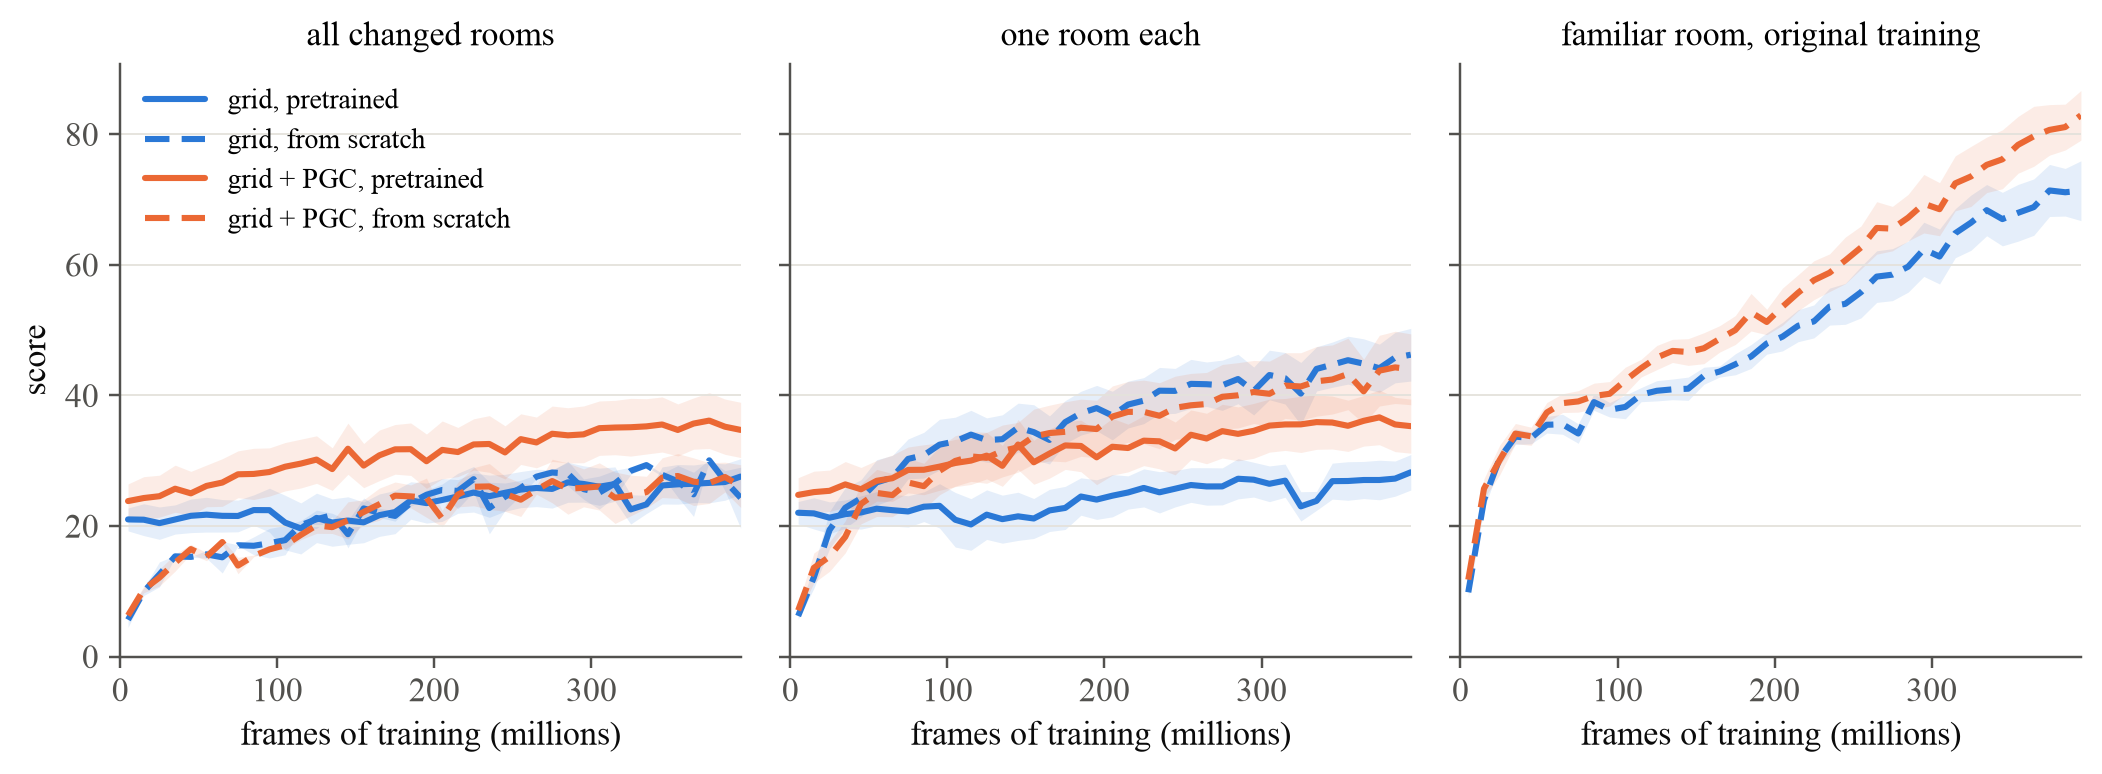 all changed rooms
one room each
familiar room, original training
grid, pretrained
grid, from scratch
grid + PGC, pretrained
grid + PGC, from scratch
score
80
60
40
20
0
0 100 200 300
0 100 200 300
0 100 200 300
frames of training (millions)
frames of training (millions)
frames of training (millions)